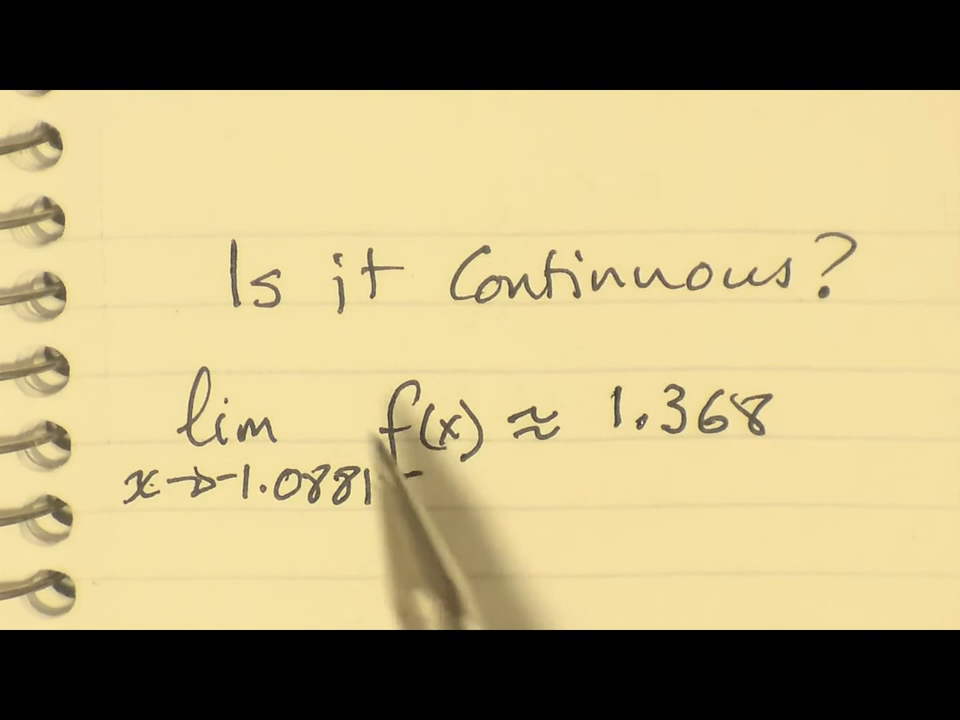 Is it continuous?
lim f(x) ≈ 1.368
x→-1.0881 -